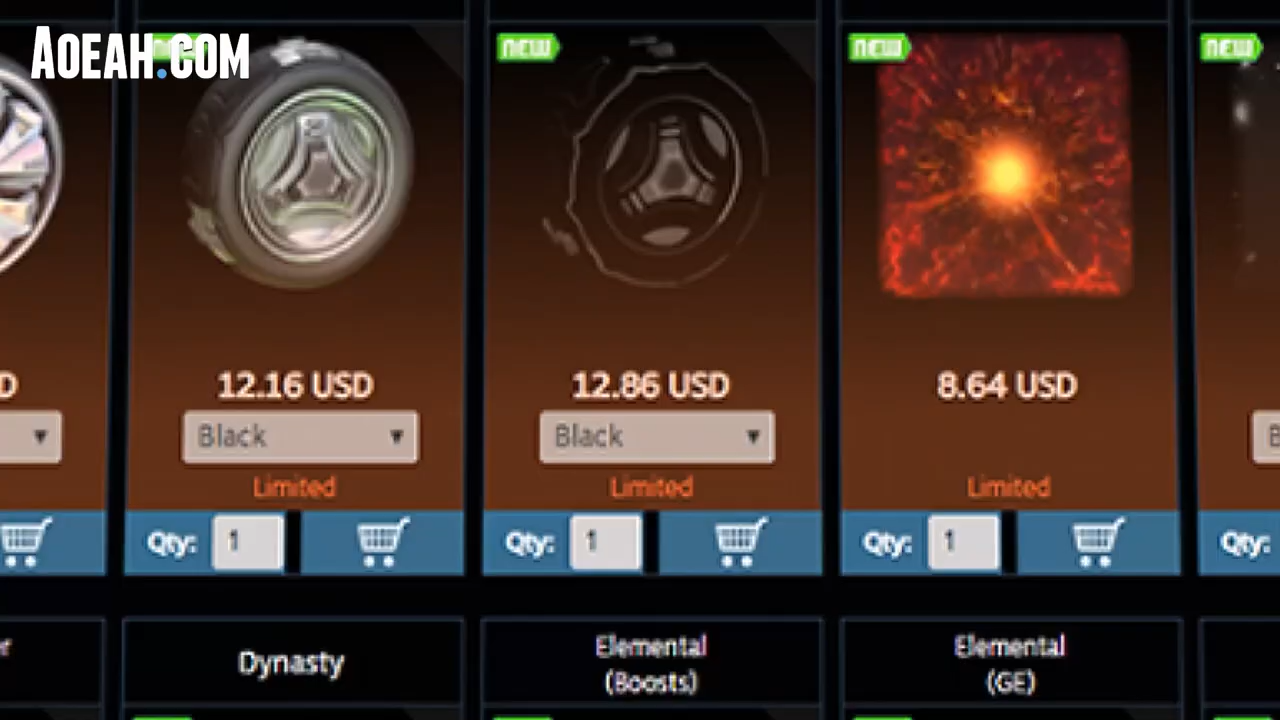 AOEAH.COM
new
new
new
new
D
12.16 USD
12.86 USD
8.64 USD
Black
Black
B
Limited
Limited
Limited
Qty: 1
Qty: 1
Qty: 1
Qty:
r
Dynasty
Elemental
(Boosts)
Elemental
(GE)